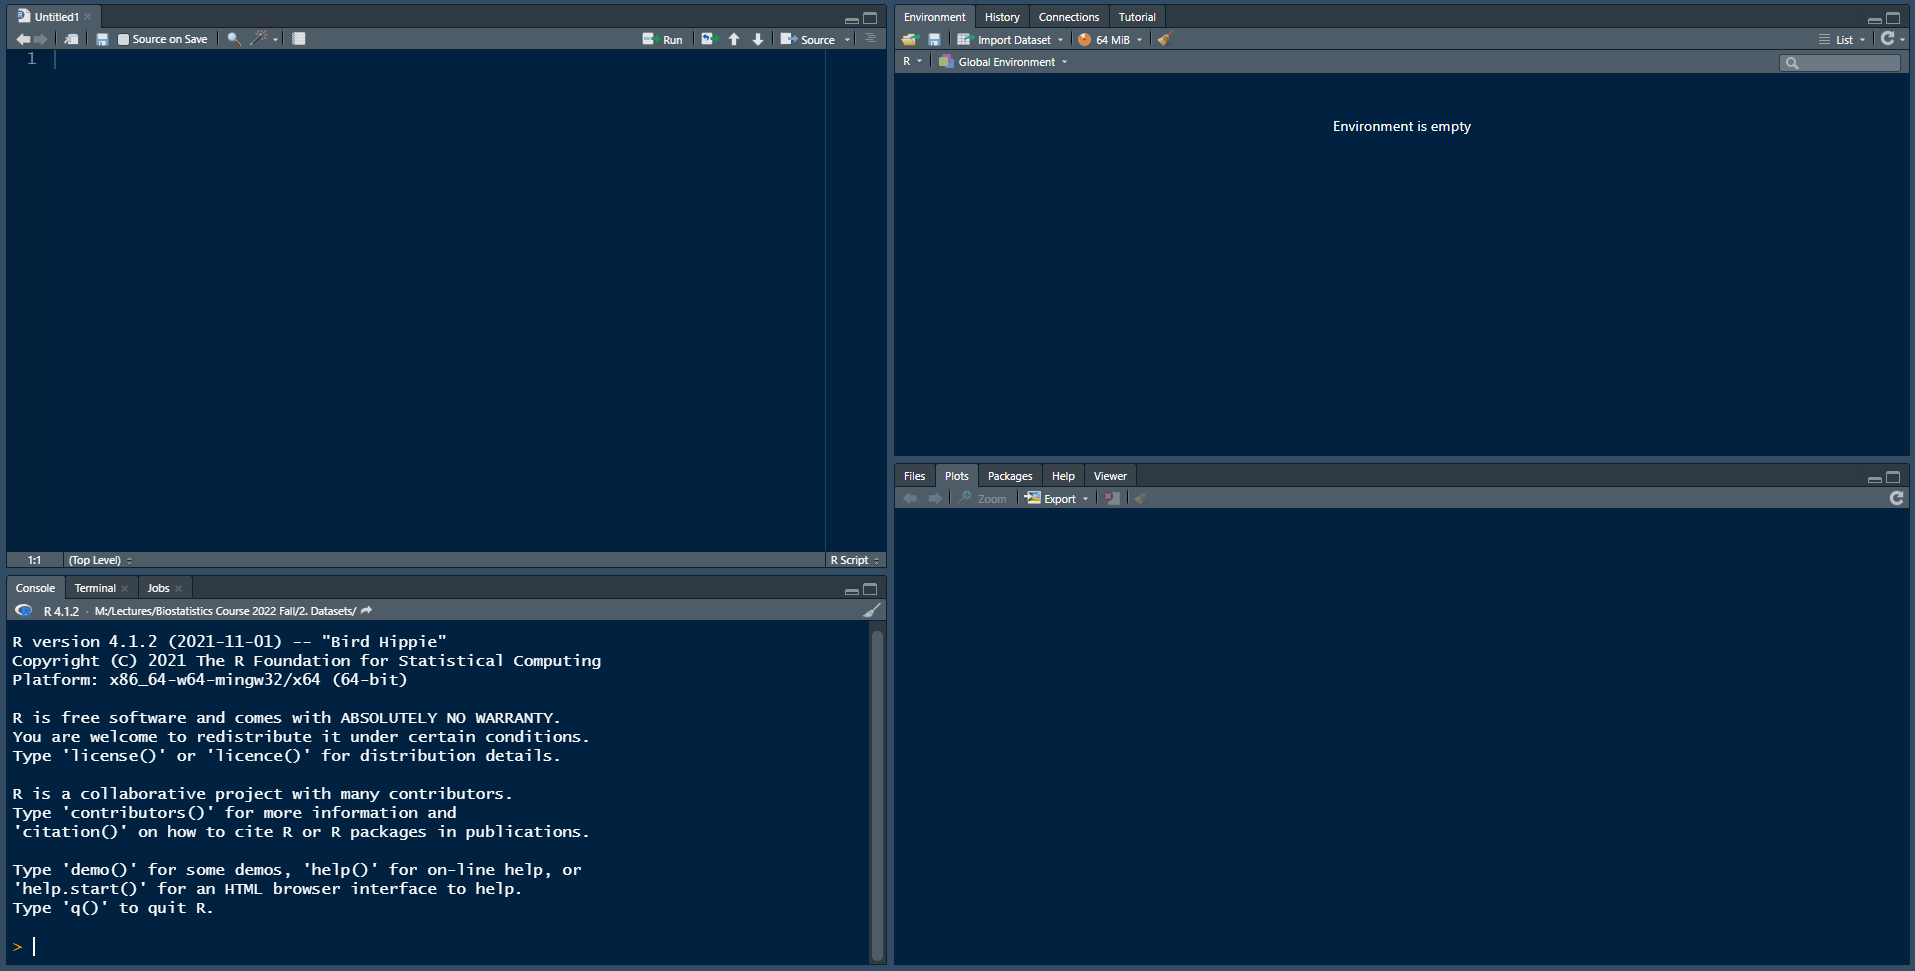 Untitled1
Source on Save
Run
Source
1
1:1 (Top Level) R Script
Console Terminal Jobs
R 4.1.2 · M:/Lectures/Biostatistics Course 2022 Fall/2. Datasets/
R version 4.1.2 (2021-11-01) -- "Bird Hippie"
Copyright (C) 2021 The R Foundation for Statistical Computing
Platform: x86_64-w64-mingw32/x64 (64-bit)
R is free software and comes with ABSOLUTELY NO WARRANTY.
You are welcome to redistribute it under certain conditions.
Type 'license()' or 'licence()' for distribution details.
R is a collaborative project with many contributors.
Type 'contributors()' for more information and
'citation()' on how to cite R or R packages in publications.
Type 'demo()' for some demos, 'help()' for on-line help, or
'help.start()' for an HTML browser interface to help.
Type 'q()' to quit R.
>
Environment History Connections Tutorial
Import Dataset 64 MiB List
R Global Environment
Environment is empty
Files Plots Packages Help Viewer
Zoom Export